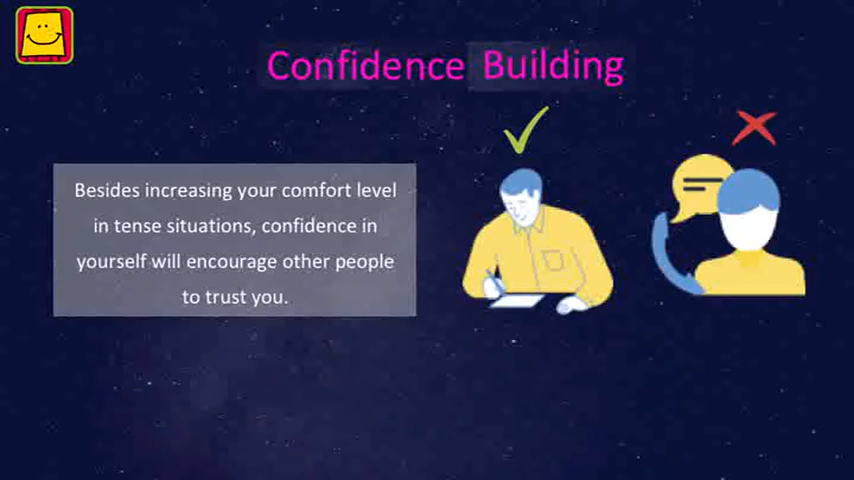 Confidence Building
Besides increasing your comfort level
in tense situations, confidence in
yourself will encourage other people
to trust you.